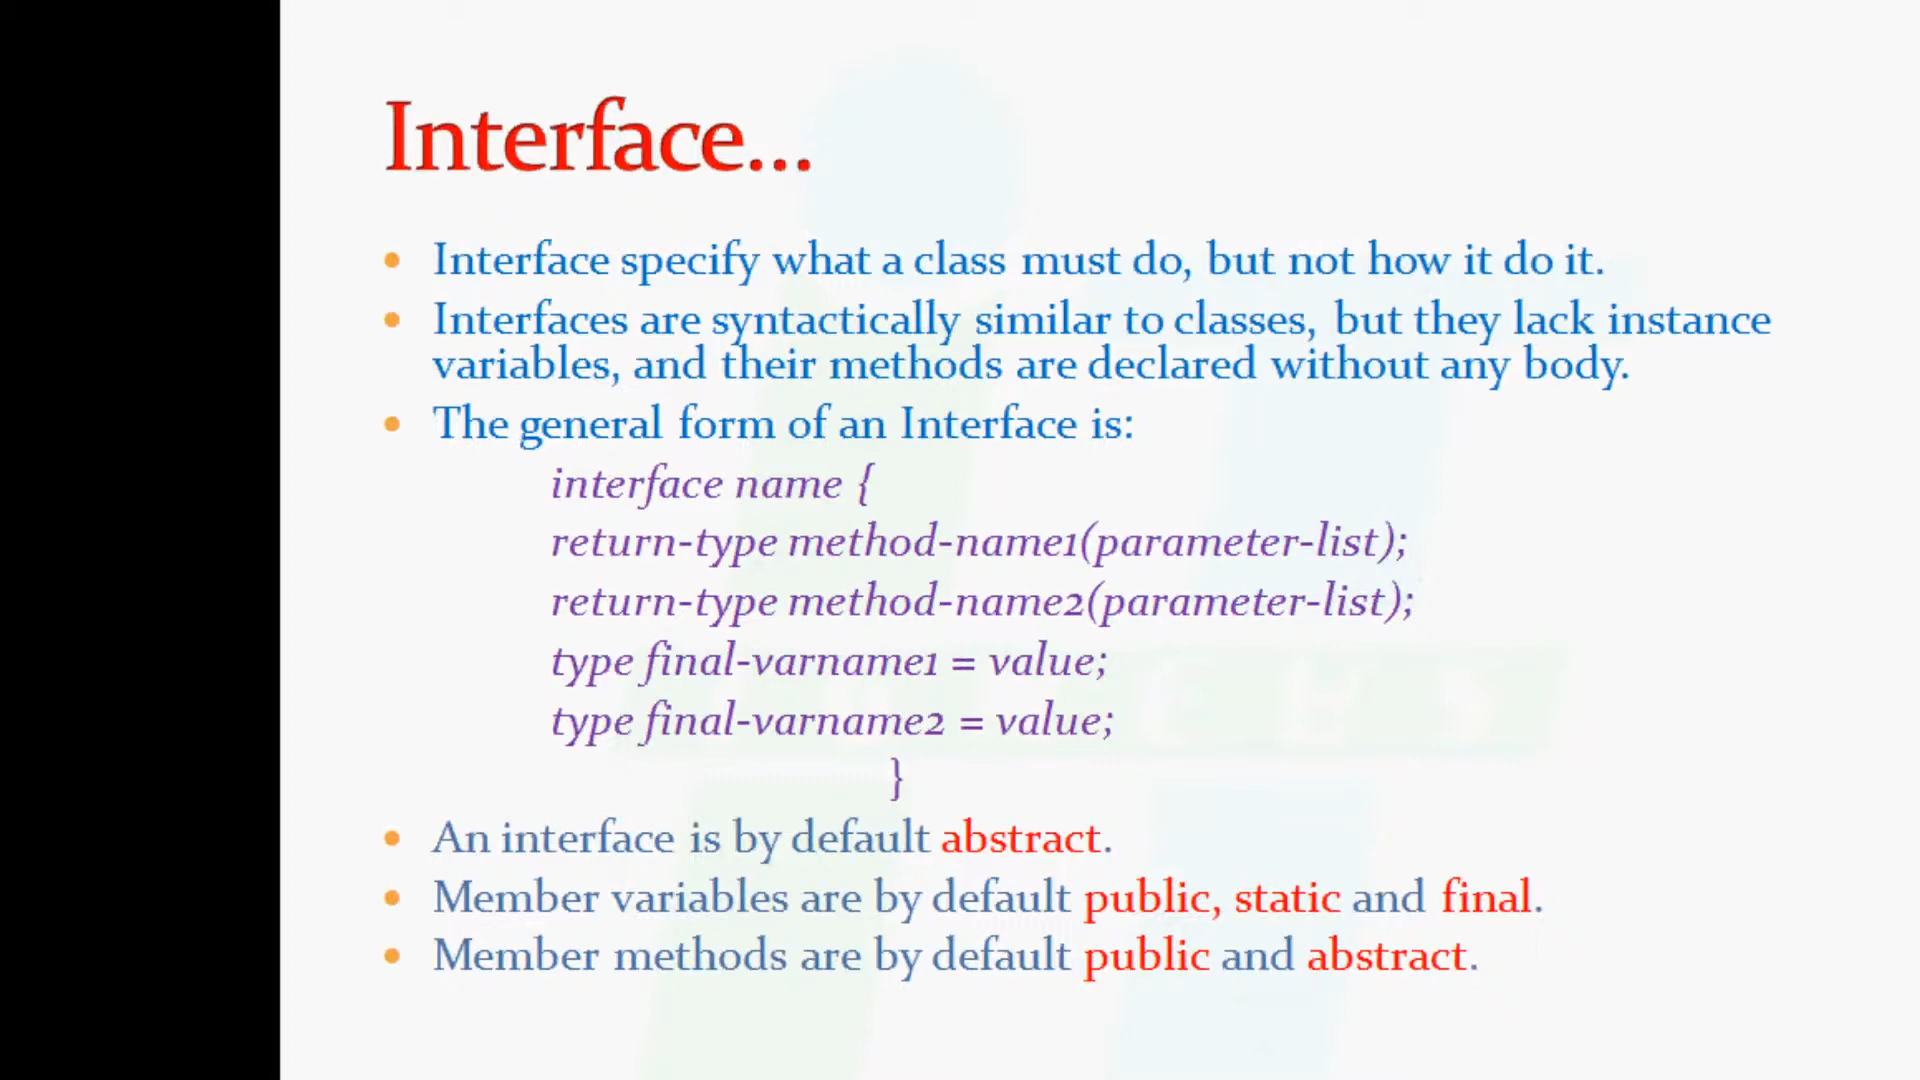 Interface...
• Interface specify what a class must do, but not how it do it.
• Interfaces are syntactically similar to classes, but they lack instance
variables, and their methods are declared without any body.
• The general form of an Interface is:
interface name {
return-type method-name1(parameter-list);
return-type method-name2(parameter-list);
type final-varname1 = value;
type final-varname2 = value;
}
• An interface is by default abstract.
• Member variables are by default public, static and final.
• Member methods are by default public and abstract.